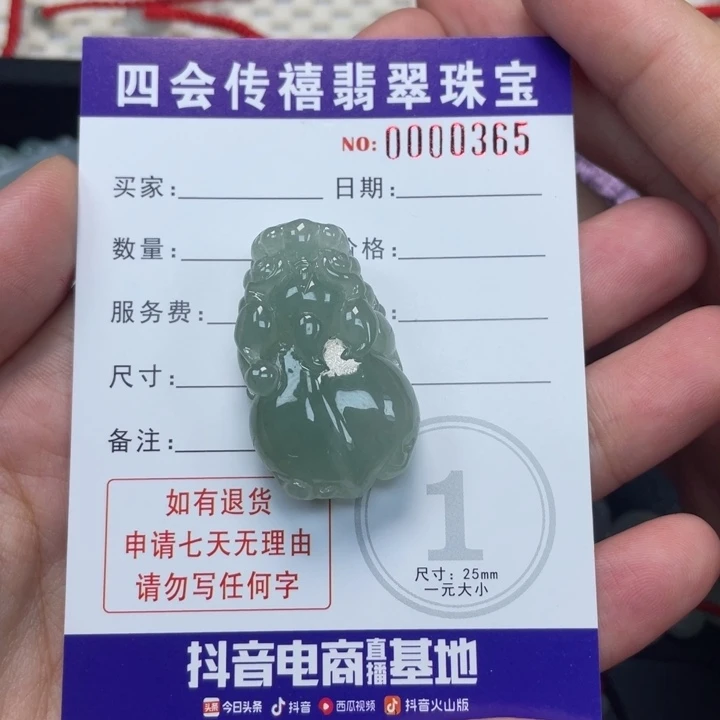 四会传禧翡翠珠宝
NO: 0000365
买家: 日期:
数量: 价格:
服务费: :
尺寸:
备注:
如有退货
申请七天无理由
请勿写任何字
1
尺寸: 25mm
一元大小
抖音电商直播基地
头条 今日头条 抖音 西瓜视频 抖音火山版